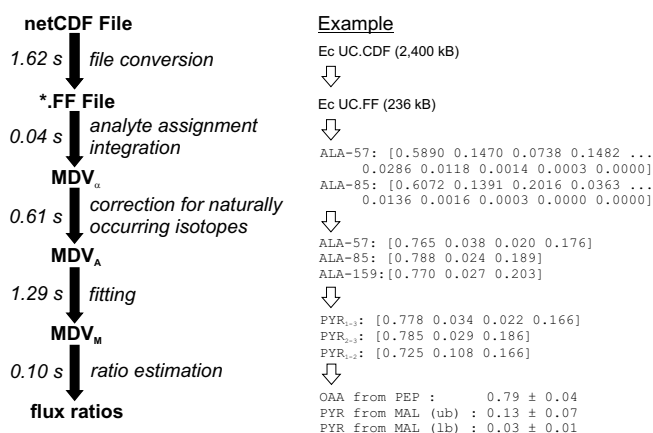 netCDF File
1.62 s file conversion
*.FF File
0.04 s analyte assignment
integration
MDVα
0.61 s correction for naturally
occurring isotopes
MDVA
1.29 s fitting
MDVM
0.10 s ratio estimation
flux ratios
Example
Ec UC.CDF (2,400 kB)
Ec UC.FF (236 kB)
ALA-57: [0.5890 0.1470 0.0738 0.1482 ...
0.0286 0.0118 0.0014 0.0003 0.0000]
ALA-85: [0.6072 0.1391 0.2016 0.0363 ...
0.0136 0.0016 0.0003 0.0000 0.0000]
ALA-57: [0.765 0.038 0.020 0.176]
ALA-85: [0.788 0.024 0.189]
ALA-159:[0.770 0.027 0.203]
PYR1-3: [0.778 0.034 0.022 0.166]
PYR2-3: [0.785 0.029 0.186]
PYR1-2: [0.725 0.108 0.166]
OAA from PEP : 0.79 ± 0.04
PYR from MAL (ub) : 0.13 ± 0.07
PYR from MAL (lb) : 0.03 ± 0.01